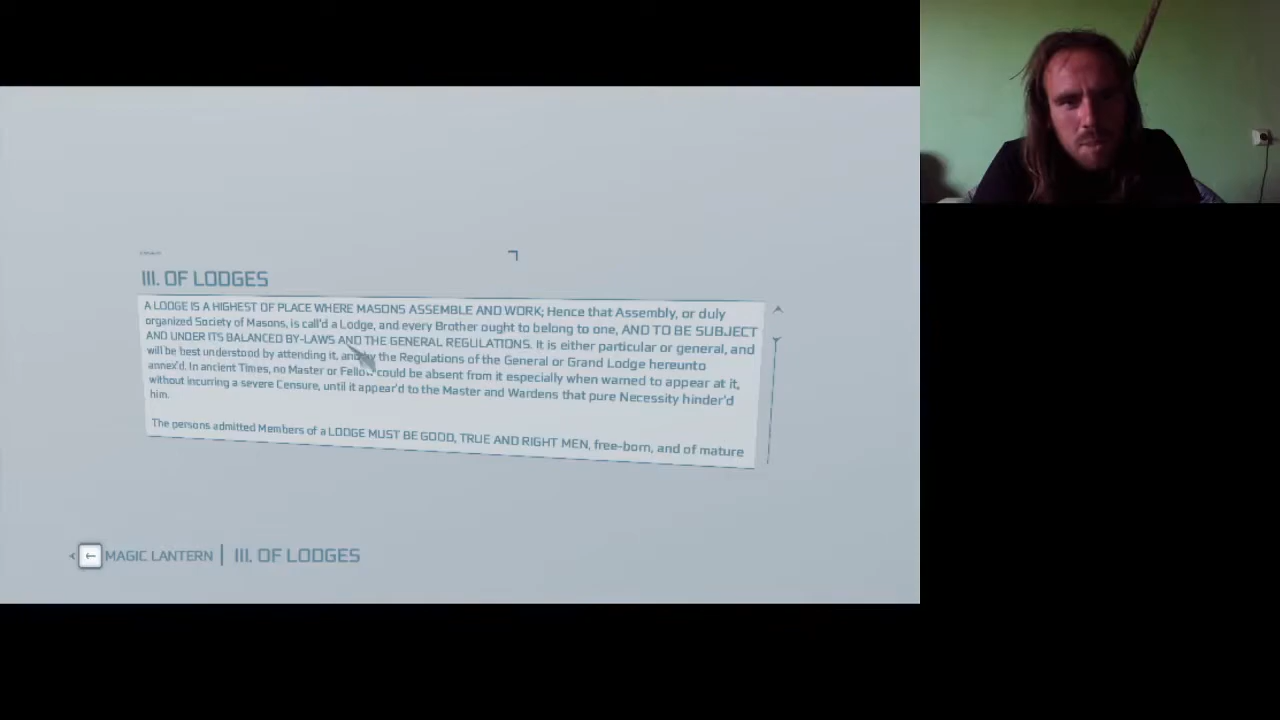 III. OF LODGES
A LODGE IS A HIGHEST OF PLACE WHERE MASONS ASSEMBLE AND WORK; Hence that Assembly, or duly
organized Society of Masons, is call'd a Lodge, and every Brother ought to belong to one, AND TO BE SUBJECT
AND UNDER ITS BALANCED BY-LAWS AND THE GENERAL REGULATIONS. It is either particular or general, and
will be best understood by attending it, and by the Regulations of the General or Grand Lodge hereunto
annex'd. In ancient Times, no Master or Fellow could be absent from it especially when warned to appear at it,
without incurring a severe Censure, until it appear'd to the Master and Wardens that pure Necessity hinder'd
him.
The persons admitted Members of a LODGE MUST BE GOOD, TRUE AND RIGHT MEN, free-born, and of mature
← MAGIC LANTERN | III. OF LODGES